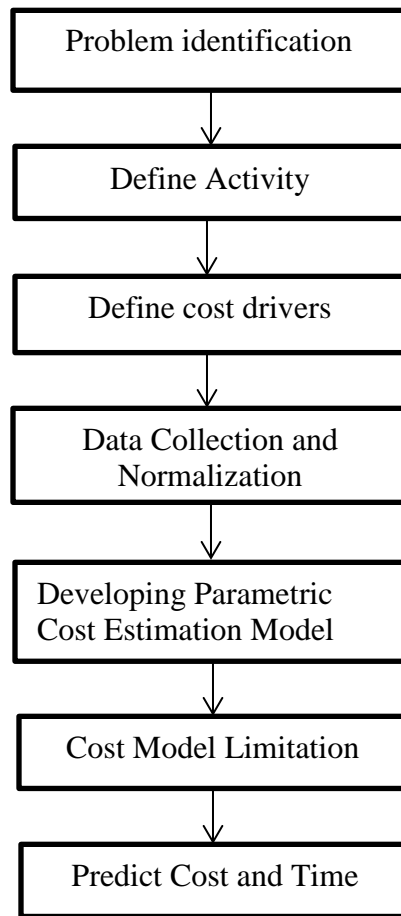 Problem identification
Define Activity
Define cost drivers
Data Collection and
Normalization
Developing Parametric
Cost Estimation Model
Cost Model Limitation
Predict Cost and Time